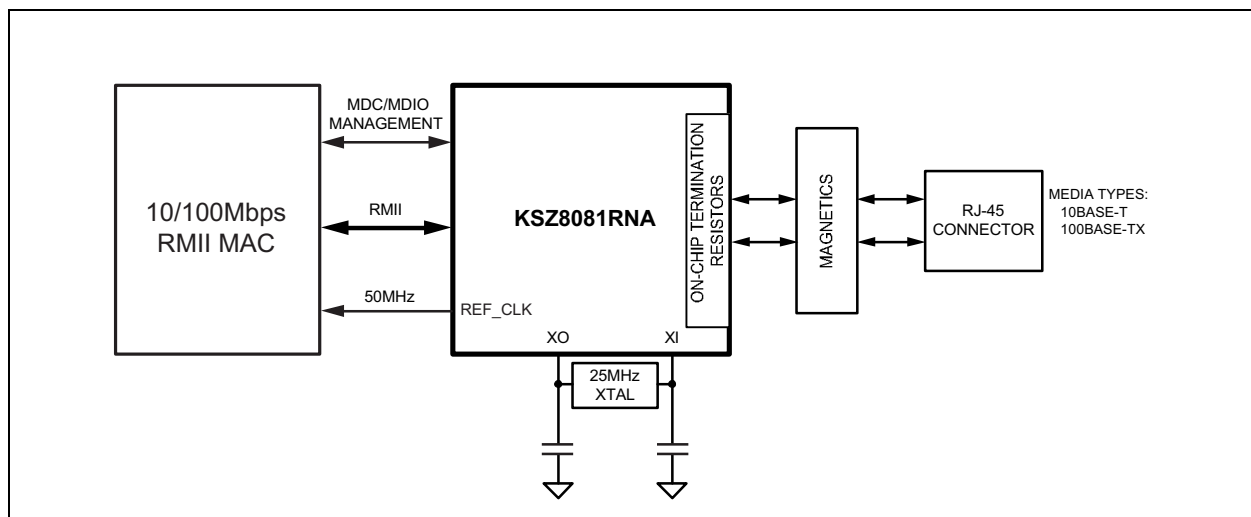 MDC/MDIO
MANAGEMENT
10/100Mbps
RMII MAC
RMII
50MHz
REF_CLK
KSZ8081RNA
XO
XI
25MHz
XTAL
ON-CHIP TERMINATION
RESISTORS
MAGNETICS
RJ-45
CONNECTOR
MEDIA TYPES:
10BASE-T
100BASE-TX